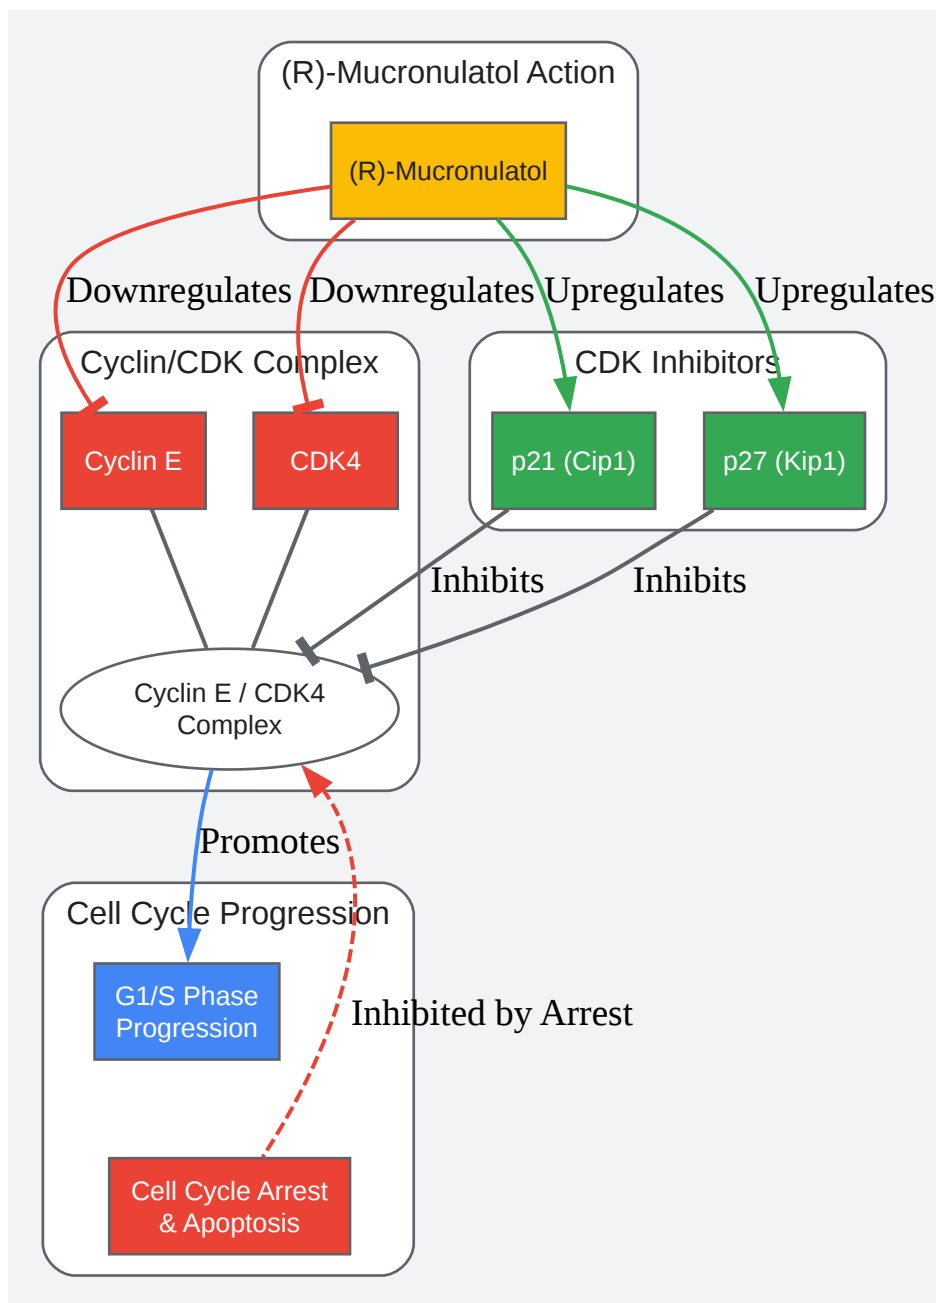 (R)-Mucronulatol Action
(R)-Mucronulatol
Downregulates
Downregulates
Upregulates
Upregulates
Cyclin/CDK Complex
CDK Inhibitors
Cyclin E
CDK4
p21 (Cip1)
p27 (Kip1)
Inhibits
Inhibits
Cyclin E / CDK4
Complex
Promotes
Cell Cycle Progression
G1/S Phase
Progression
Inhibited by Arrest
Cell Cycle Arrest
& Apoptosis